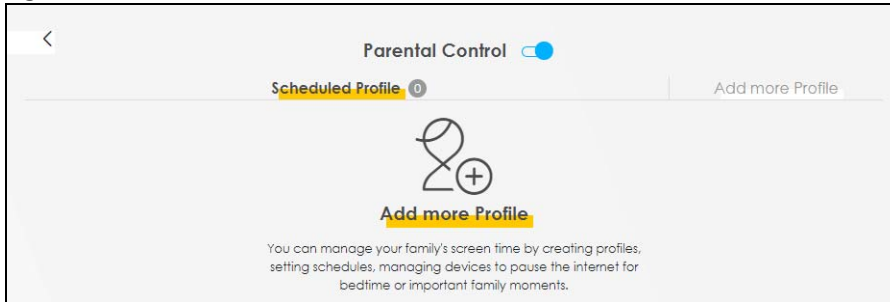 Parental Control
Scheduled Profile 0
Add more Profile
Add more Profile
You can manage your family's screen time by creating profiles,
setting schedules, managing devices to pause the internet for
bedtime or important family moments.